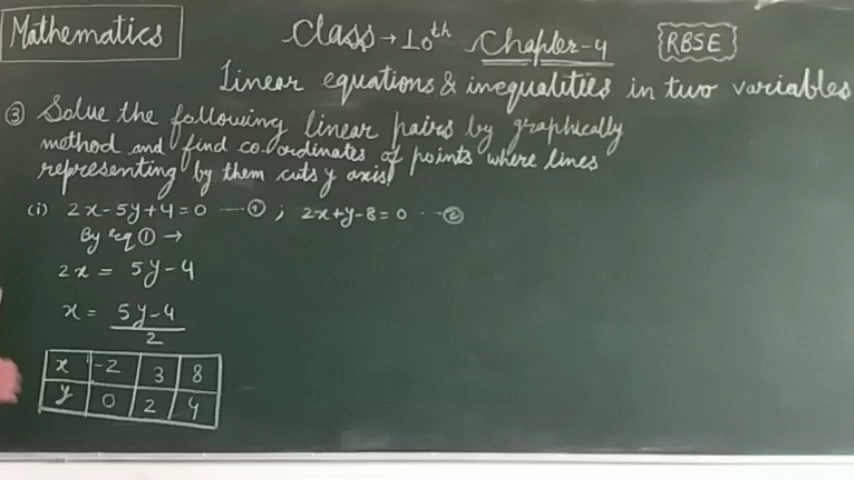 Mathematics Class → 10th Chapter-4 RBSE
Linear equations & inequalities in two variables
③ Solve the following linear pairs by graphically
method and find co-ordinates of points where lines
representing by them cuts y axis.
(i) 2x-5y+4=0 ---①; 2x+y-8=0 ---②
By eq ① →
2x = 5y-4
x = 5y-4
2
x -2 3 8
y 0 2 4